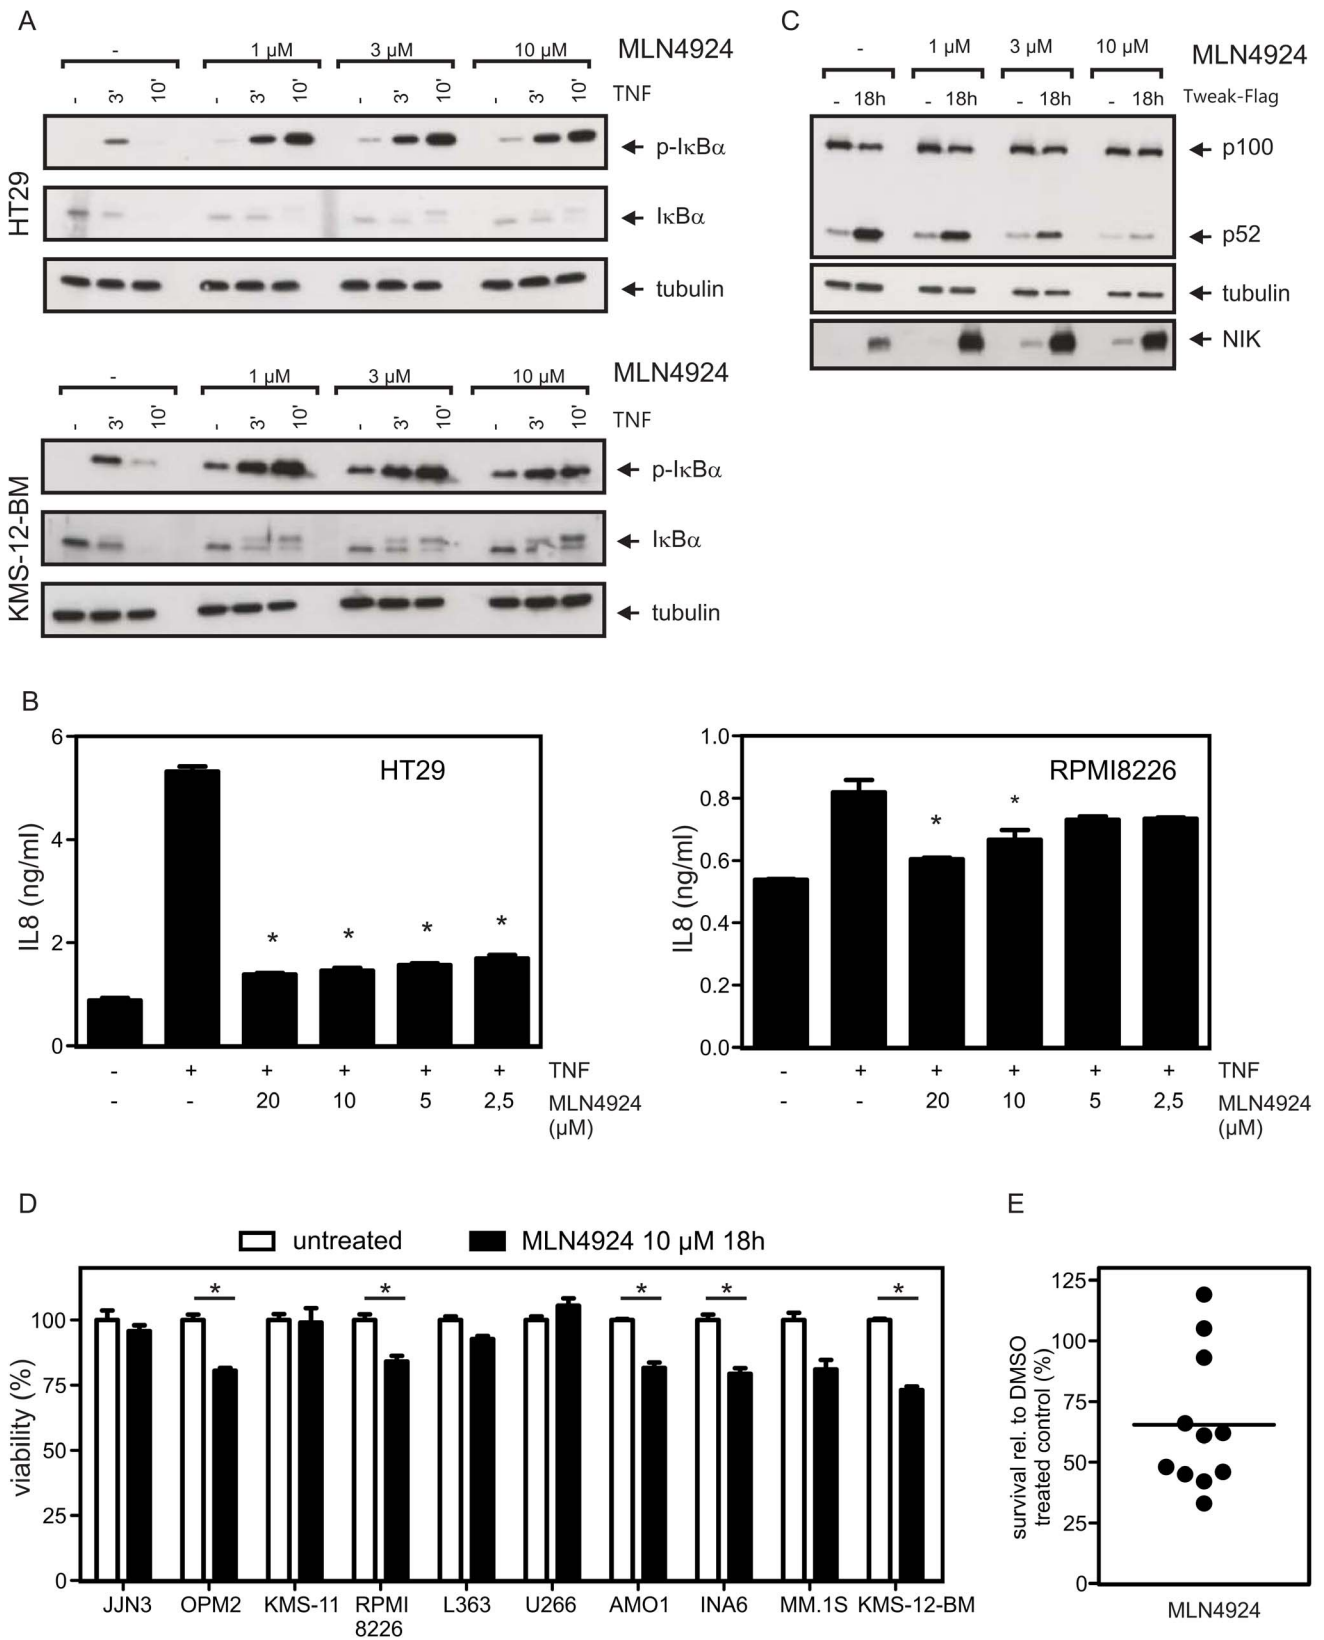 A
- 1 µM 3 µM 10 µM MLN4924
- 3' 10' - 3' 10' - 3' 10' - 3' 10' TNF
HT29
p-IκBα
IκBα
tubulin
- 1 µM 3 µM 10 µM MLN4924
- 3' 10' - 3' 10' - 3' 10' - 3' 10' TNF
KMS-12-BM
p-IκBα
IκBα
tubulin
C
- 1 µM 3 µM 10 µM MLN4924
- 18h - 18h - 18h - 18h Tweak-Flag
p100
p52
tubulin
NIK
B
HT29
IL8 (ng/ml)
6
4
2
0
* * * *
- + + + + + TNF
- - 20 10 5 2,5 MLN4924
(µM)
RPMI8226
IL8 (ng/ml)
1.0
0.8
0.6
0.4
0.2
0.0
* *
- + + + + + TNF
- - 20 10 5 2,5 MLN4924
(µM)
D
untreated MLN4924 10 µM 18h
viability (%)
100
75
50
25
0
* * * * *
JJN3 OPM2 KMS-11 RPMI L363 U266 AMO1 INA6 MM.1S KMS-12-BM
8226
E
survival rel. to DMSO
treated control (%)
125
100
75
50
25
0
MLN4924